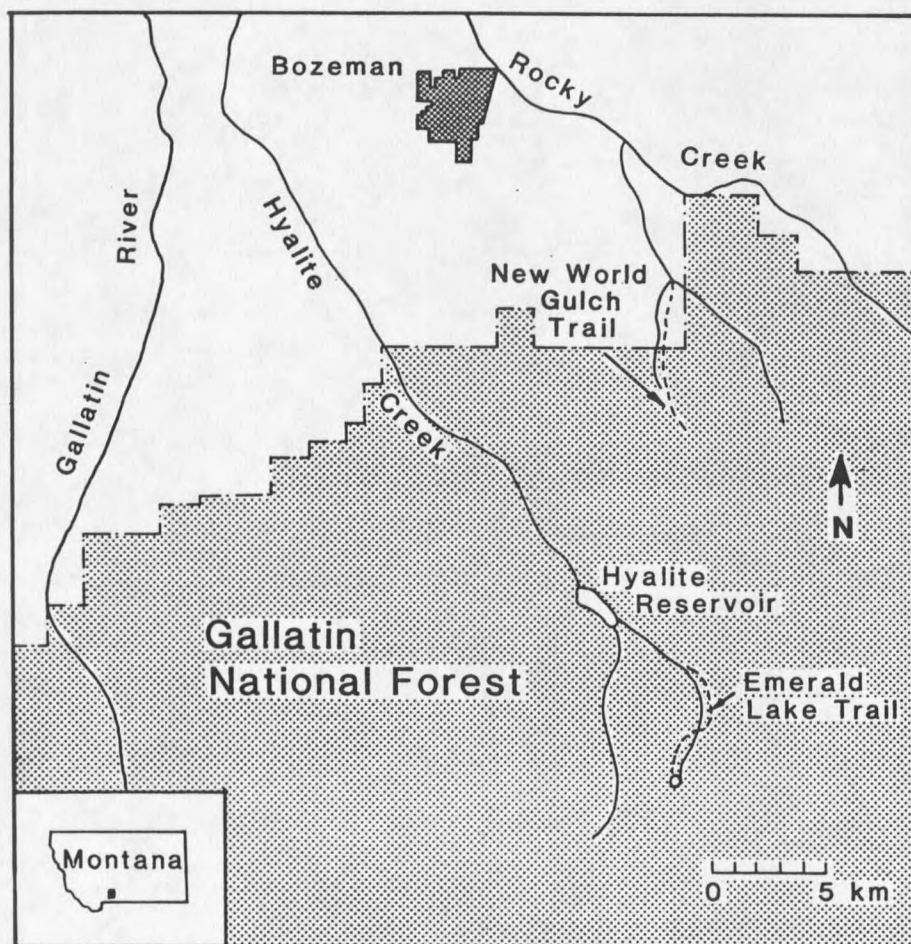 Bozeman
Rocky
Creek
Hyalite
Creek
Gallatin
River
New World
Gulch
Trail
N
Hyalite
Reservoir
Gallatin
National Forest
Emerald
Lake Trail
Montana
0 5 km